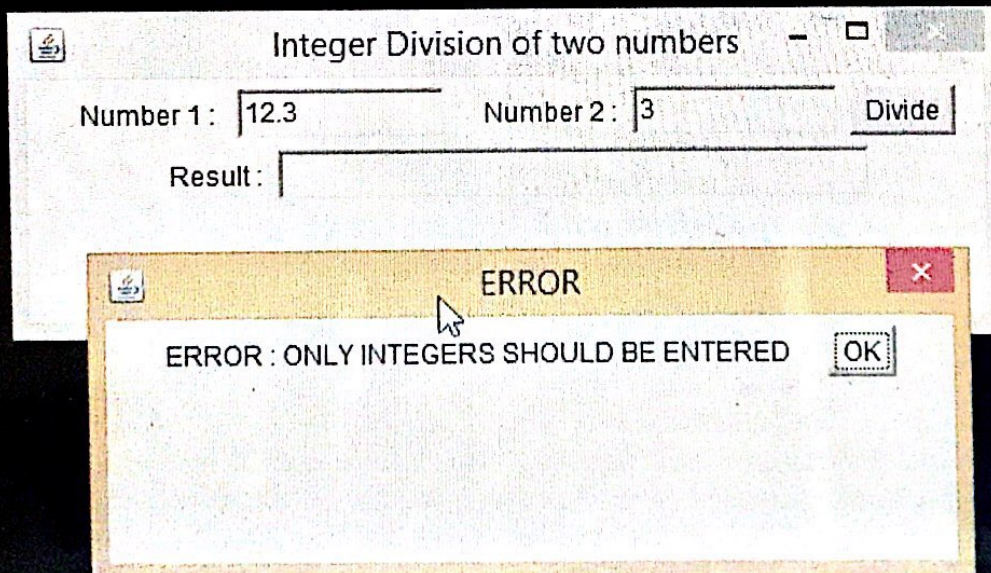 Integer Division of two numbers
Number 1 : 12.3 Number 2 : 3 Divide
Result :
ERROR
ERROR : ONLY INTEGERS SHOULD BE ENTERED OK